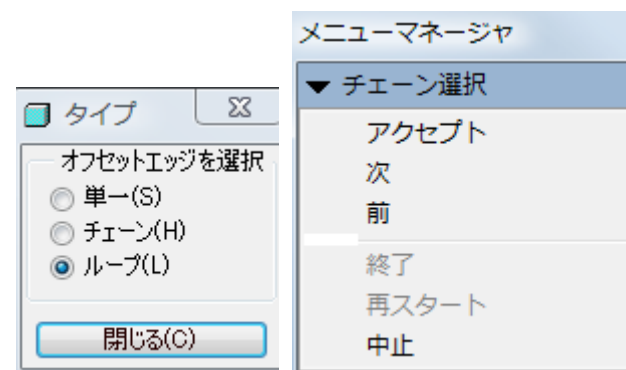 タイプ
オフセットエッジを選択
単一(S)
チェーン(H)
ループ(L)
閉じる(C)
メニューマネージャ
▼ チェーン選択
アクセプト
次
前
終了
再スタート
中止